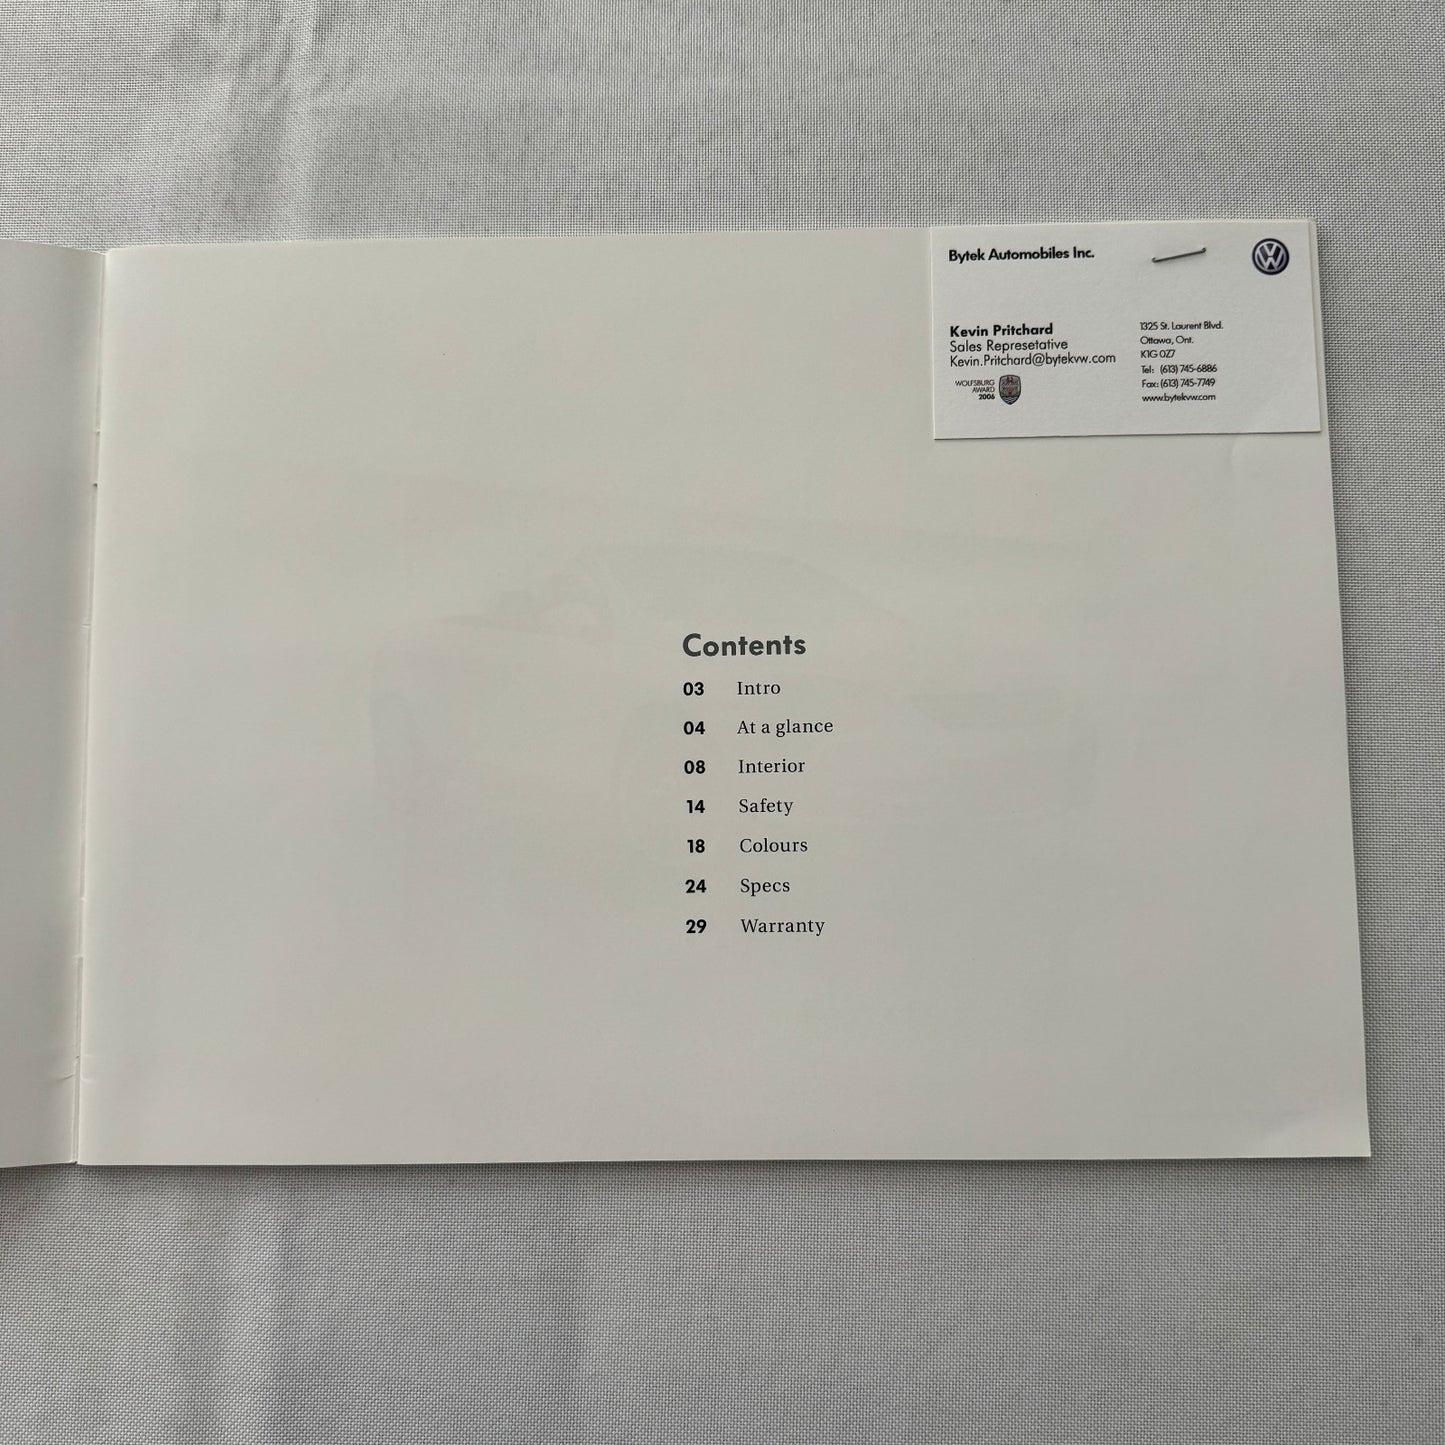 Bytek Automobiles Inc.
Kevin Pritchard
Sales Represetative
Kevin.Pritchard@bytekvw.com
WOLFSBURG
AWARD
2006
1325 St. Laurent Blvd.
Ottawa, Ont.
K1G 0Z7
Tel: (613) 745-6886
Fax: (613) 745-7749
www.bytekvw.com
Contents
03 Intro
04 At a glance
08 Interior
14 Safety
18 Colours
24 Specs
29 Warranty